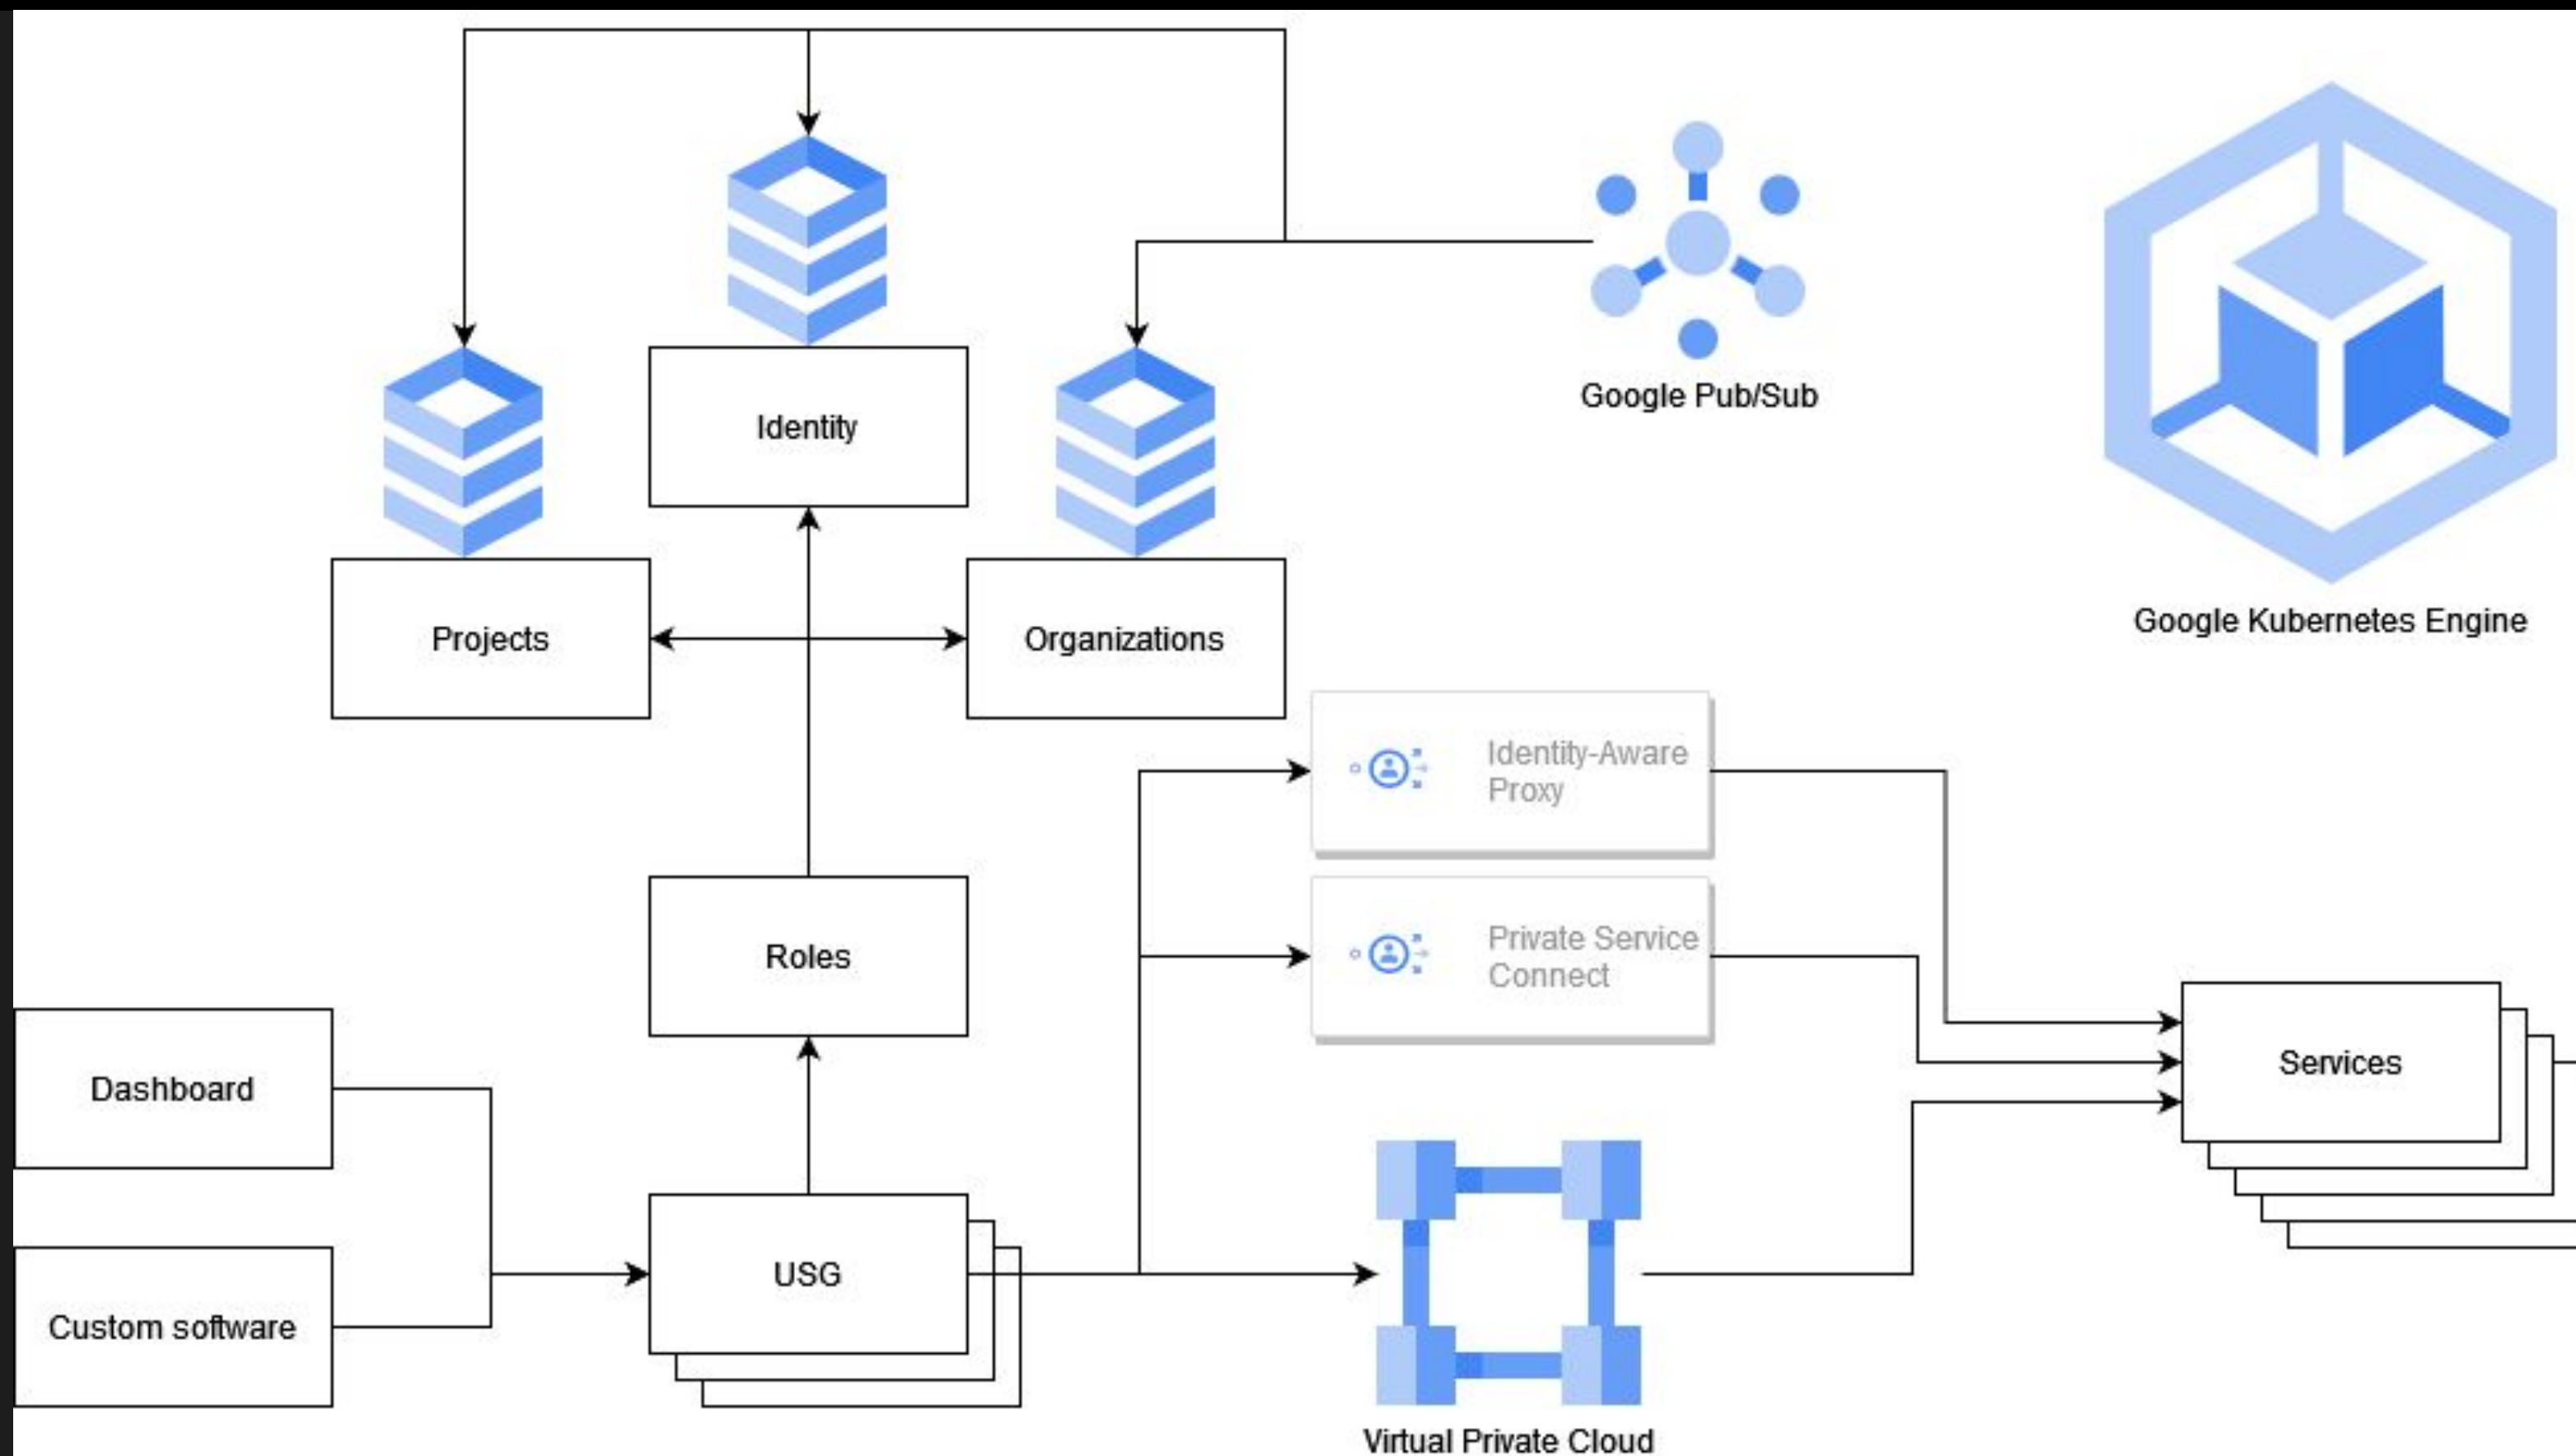 Identity
Google Pub/Sub
Projects
Organizations
Google Kubernetes Engine
Identity-Aware
Proxy
Roles
Private Service
Connect
Dashboard
Services
Custom software
USG
Virtual Private Cloud